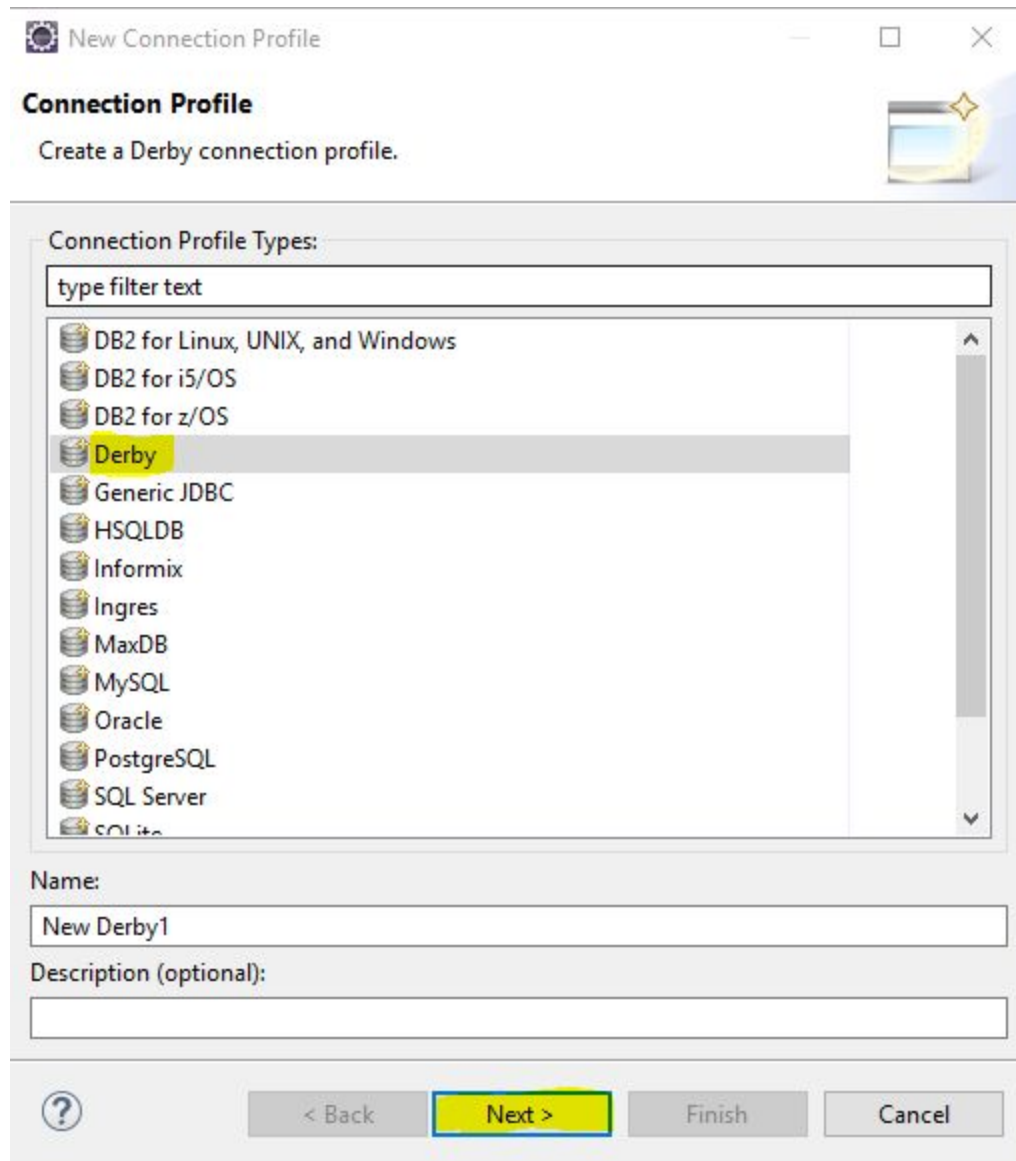 New Connection Profile
Connection Profile
Create a Derby connection profile.
Connection Profile Types:
type filter text
DB2 for Linux, UNIX, and Windows
DB2 for i5/OS
DB2 for z/OS
Derby
Generic JDBC
HSQLDB
Informix
Ingres
MaxDB
MySQL
Oracle
PostgreSQL
SQL Server
SQLite
Name:
New Derby1
Description (optional):
? < Back Next > Finish Cancel